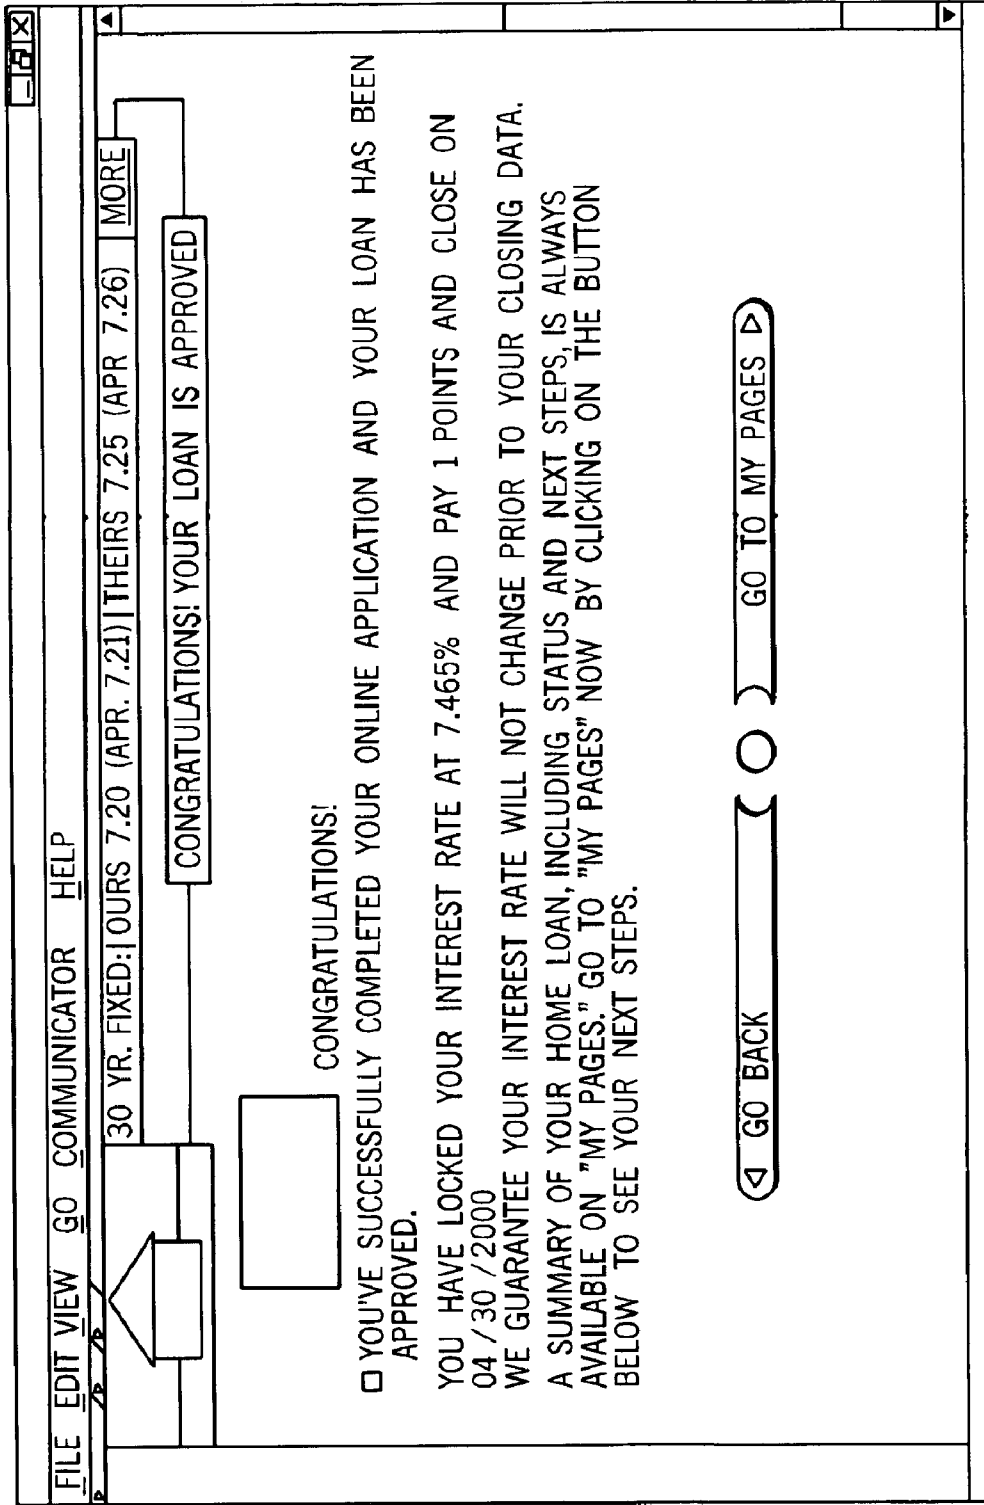 FILE EDIT VIEW GO COMMUNICATOR HELP
30 YR. FIXED:|OURS 7.20 (APR. 7.21)|THEIRS 7.25 (APR 7.26) | MORE
CONGRATULATIONS! YOUR LOAN IS APPROVED
CONGRATULATIONS!
YOU'VE SUCCESSFULLY COMPLETED YOUR ONLINE APPLICATION AND YOUR LOAN HAS BEEN
APPROVED.
YOU HAVE LOCKED YOUR INTEREST RATE AT 7.465% AND PAY 1 POINTS AND CLOSE ON
04 /30 /2000
WE GUARANTEE YOUR INTEREST RATE WILL NOT CHANGE PRIOR TO YOUR CLOSING DATA.
A SUMMARY OF YOUR HOME LOAN, INCLUDING STATUS AND NEXT STEPS, IS ALWAYS
AVAILABLE ON "MY PAGES." GO TO "MY PAGES" NOW BY CLICKING ON THE BUTTON
BELOW TO SEE YOUR NEXT STEPS.
GO BACK
GO TO MY PAGES